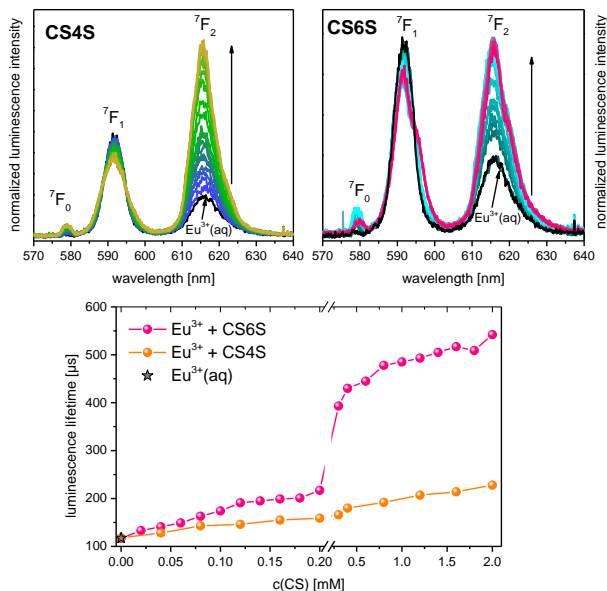 CS4S
⁷F₀
⁷F₁
⁷F₂
Eu³⁺(aq)
normalized luminescence intensity
570 580 590 600 610 620 630 640
wavelength [nm]
CS6S
⁷F₀
⁷F₁
⁷F₂
Eu³⁺(aq)
normalized luminescence intensity
570 580 590 600 610 620 630 640
wavelength [nm]
600
500
400
300
200
100
luminescence lifetime [µs]
Eu³⁺ + CS6S
Eu³⁺ + CS4S
Eu³⁺(aq)
0.00 0.05 0.10 0.15 0.20 0.5 1.0 1.5 2.0
c(CS) [mM]